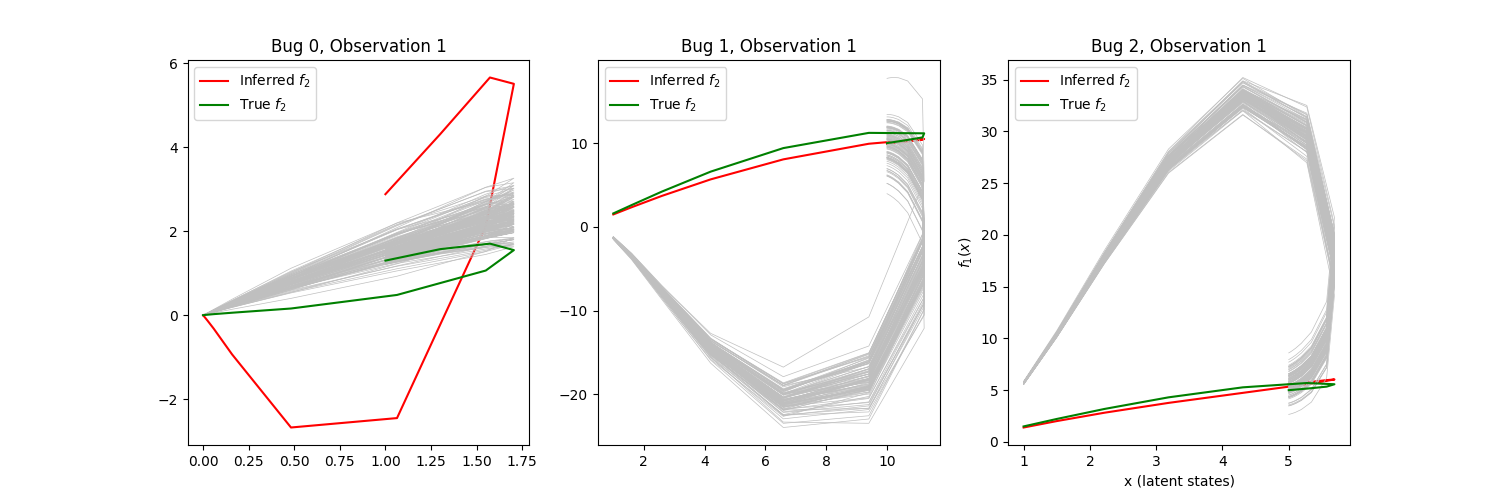 Bug 0, Observation 1
Inferred f₂
True f₂
6
4
2
0
−2
0.00 0.25 0.50 0.75 1.00 1.25 1.50 1.75
Bug 1, Observation 1
Inferred f₂
True f₂
10
0
−10
−20
2 4 6 8 10
Bug 2, Observation 1
Inferred f₂
True f₂
f₁(x)
35
30
25
20
15
10
5
0
1 2 3 4 5
x (latent states)